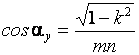 cos α_y = √(1 − k²) / mn